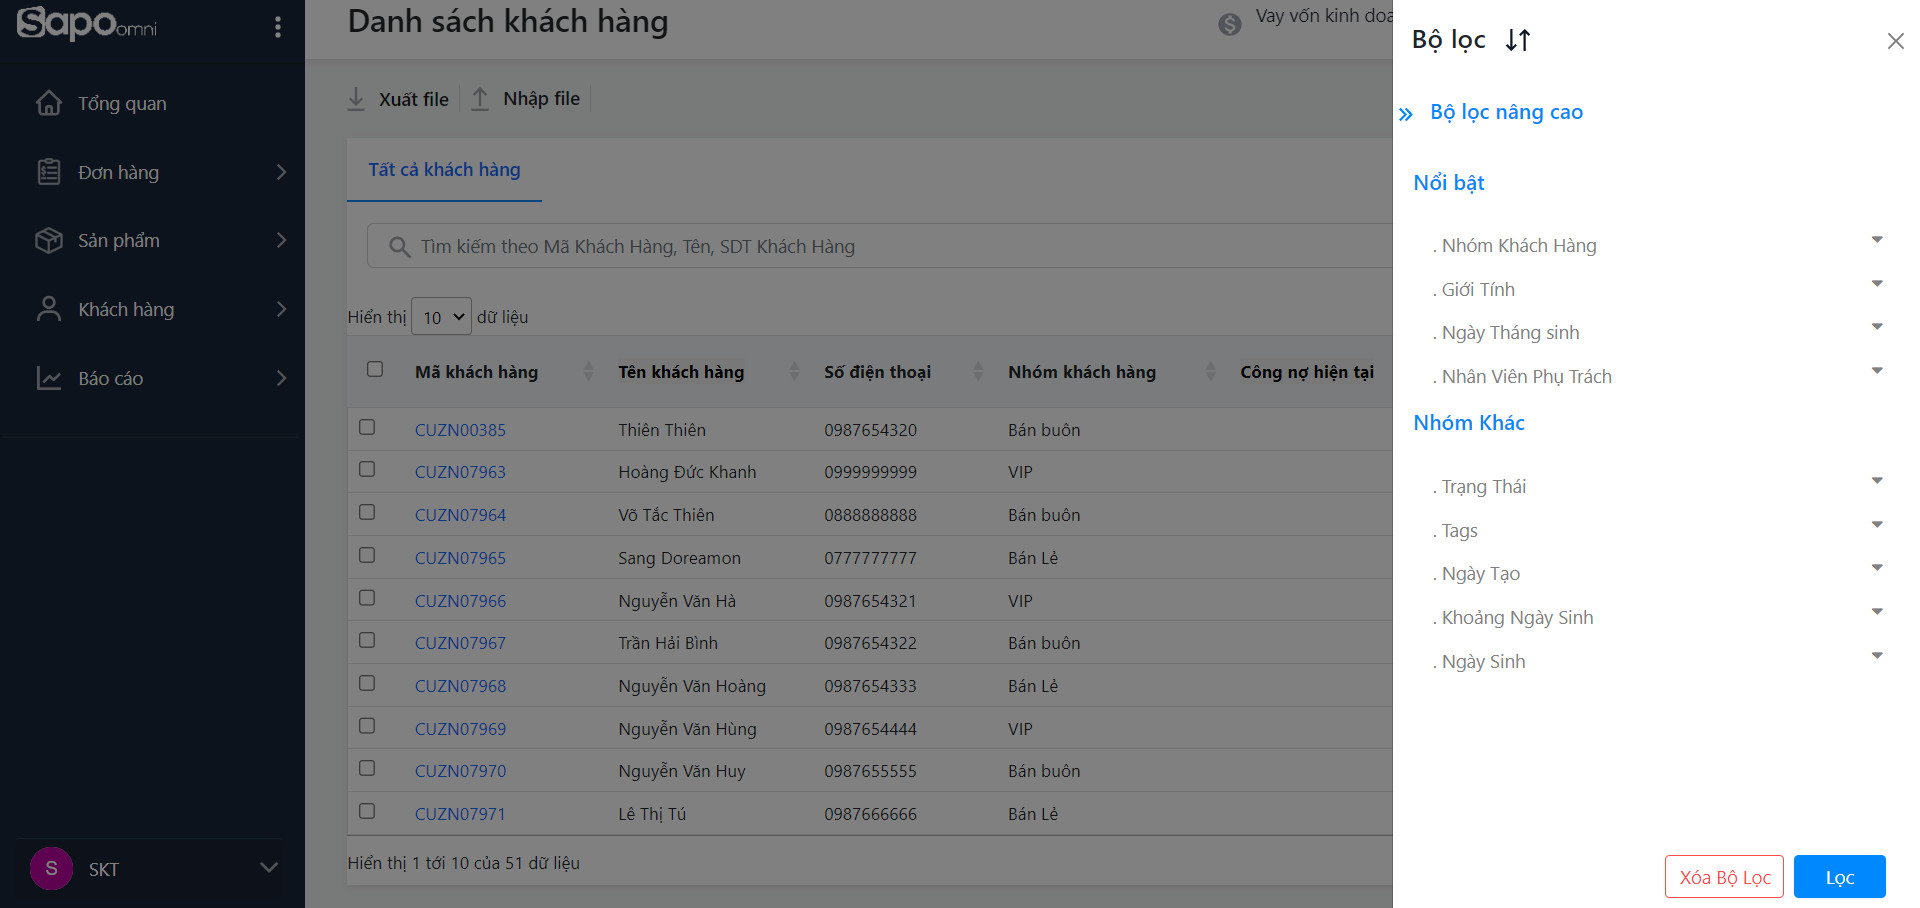 Sapo omni
Tổng quan
Đơn hàng
Sản phẩm
Khách hàng
Báo cáo
S SKT
Danh sách khách hàng
Vay vốn kinh doa
Xuất file
Nhập file
Tất cả khách hàng
Tìm kiếm theo Mã Khách Hàng, Tên, SDT Khách Hàng
Hiển thị 10 dữ liệu
Mã khách hàng Tên khách hàng Số điện thoại Nhóm khách hàng Công nợ hiện tại
CUZN00385 Thiên Thiên 0987654320 Bán buôn
CUZN07963 Hoàng Đức Khanh 0999999999 VIP
CUZN07964 Võ Tắc Thiên 0888888888 Bán buôn
CUZN07965 Sang Doreamon 0777777777 Bán Lẻ
CUZN07966 Nguyễn Văn Hà 0987654321 VIP
CUZN07967 Trần Hải Bình 0987654322 Bán buôn
CUZN07968 Nguyễn Văn Hoàng 0987654333 Bán Lẻ
CUZN07969 Nguyễn Văn Hùng 0987654444 VIP
CUZN07970 Nguyễn Văn Huy 0987655555 Bán buôn
CUZN07971 Lê Thị Tú 0987666666 Bán Lẻ
Hiển thị 1 tới 10 của 51 dữ liệu
Bộ lọc
Bộ lọc nâng cao
Nổi bật
. Nhóm Khách Hàng
. Giới Tính
. Ngày Tháng sinh
. Nhân Viên Phụ Trách
Nhóm Khác
. Trạng Thái
. Tags
. Ngày Tạo
. Khoảng Ngày Sinh
. Ngày Sinh
Xóa Bộ Lọc
Lọc